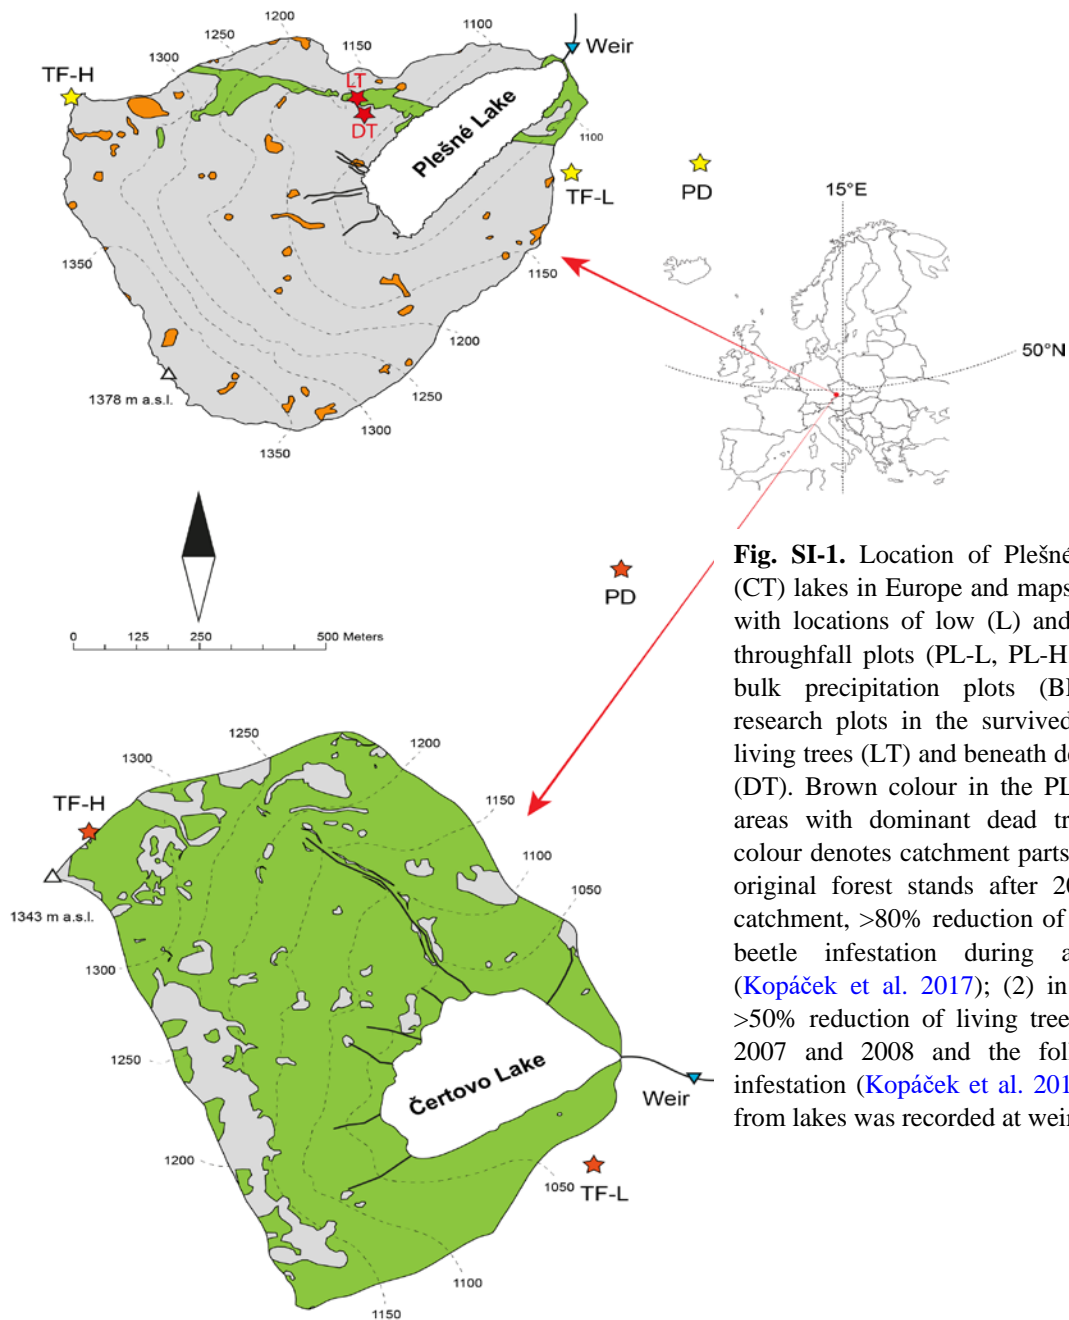 1200
1250
1300
1150
1100
Weir
TF-H
LT
DT
Plešné Lake
1100
TF-L
PD
15°E
1350
1150
1200
50°N
1250
1378 m a.s.l.
1300
1350
0 125 250 500 Meters
PD
Fig. SI-1. Location of Plešné
(CT) lakes in Europe and maps
with locations of low (L) and
throughfall plots (PL-L, PL-H
bulk precipitation plots (BI
research plots in the survived
living trees (LT) and beneath de
(DT). Brown colour in the PL
areas with dominant dead tr
colour denotes catchment parts
original forest stands after 20
catchment, >80% reduction of
beetle infestation during a
(Kopáček et al. 2017); (2) in
>50% reduction of living tree
2007 and 2008 and the foll
infestation (Kopáček et al. 201
from lakes was recorded at weir
1250
1200
1300
1150
TF-H
1100
1050
1343 m a.s.l.
1300
1250
Čertovo Lake
Weir
1200
1050
TF-L
1100
1150